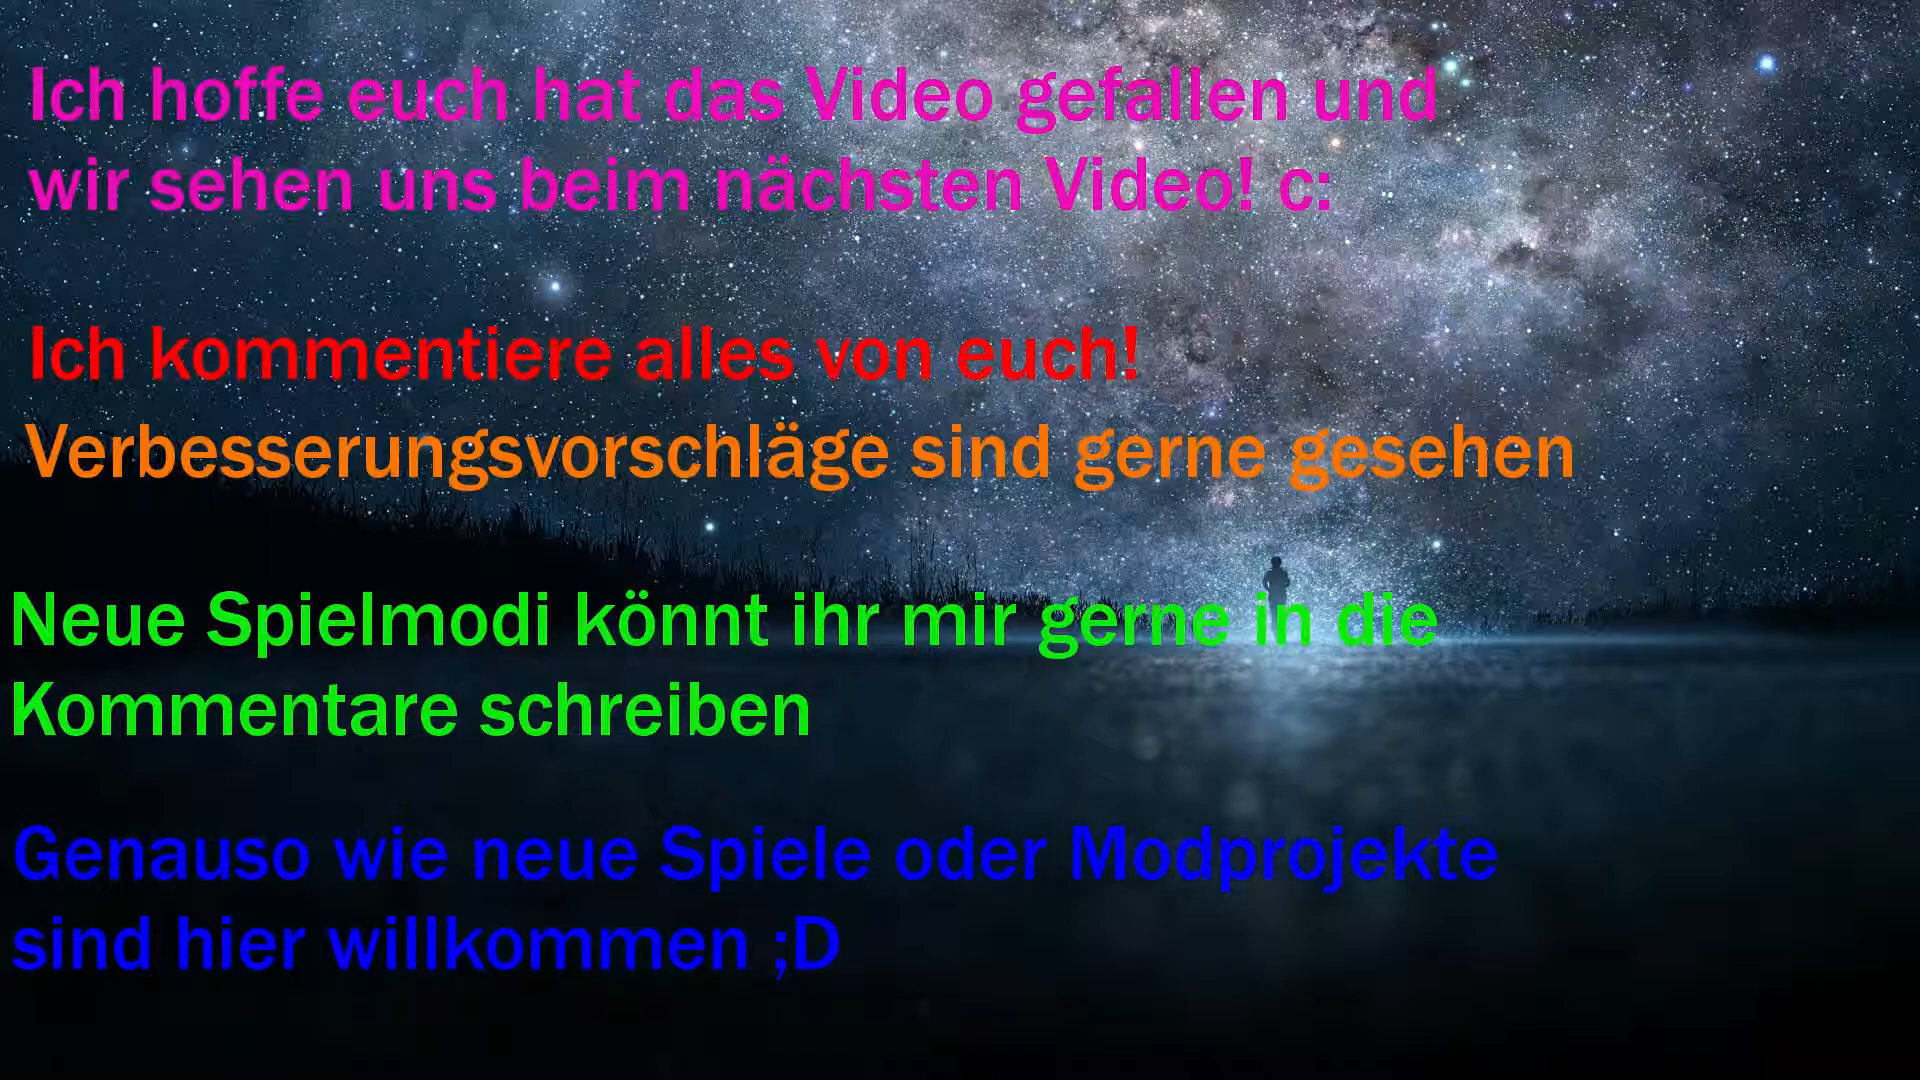 Ich hoffe euch hat das Video gefallen und
wir sehen uns beim nächsten Video! c:
Ich kommentiere alles von euch!
Verbesserungsvorschläge sind gerne gesehen
Neue Spielmodi könnt ihr mir gerne in die
Kommentare schreiben
Genauso wie neue Spiele oder Modprojekte
sind hier willkommen ;D